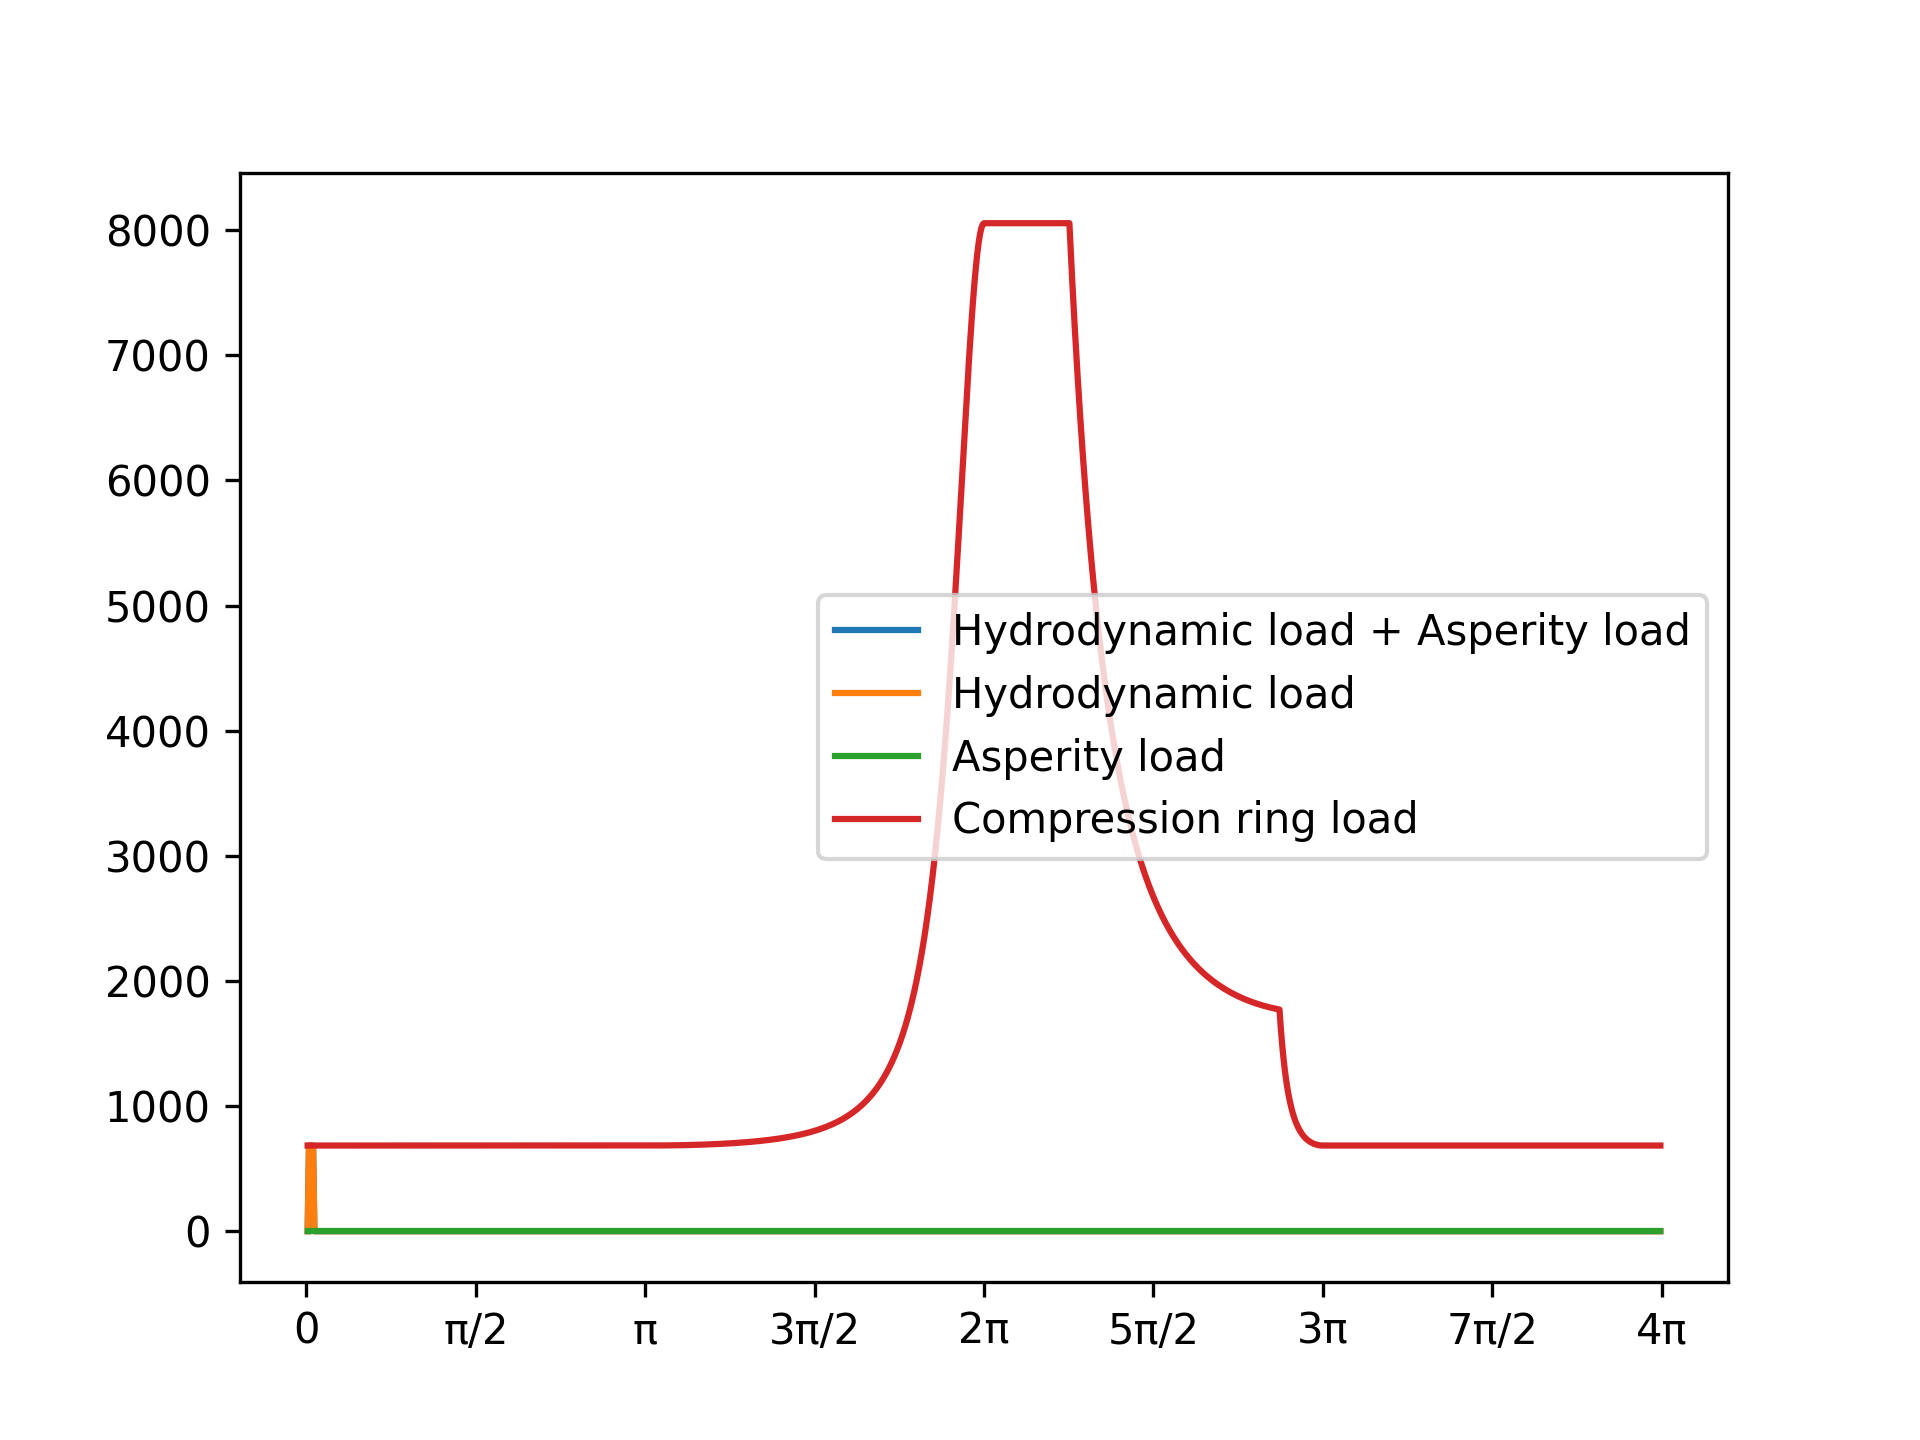 8000
7000
6000
5000
4000
3000
2000
1000
0
Hydrodynamic load + Asperity load
Hydrodynamic load
Asperity load
Compression ring load
0 π/2 π 3π/2 2π 5π/2 3π 7π/2 4π